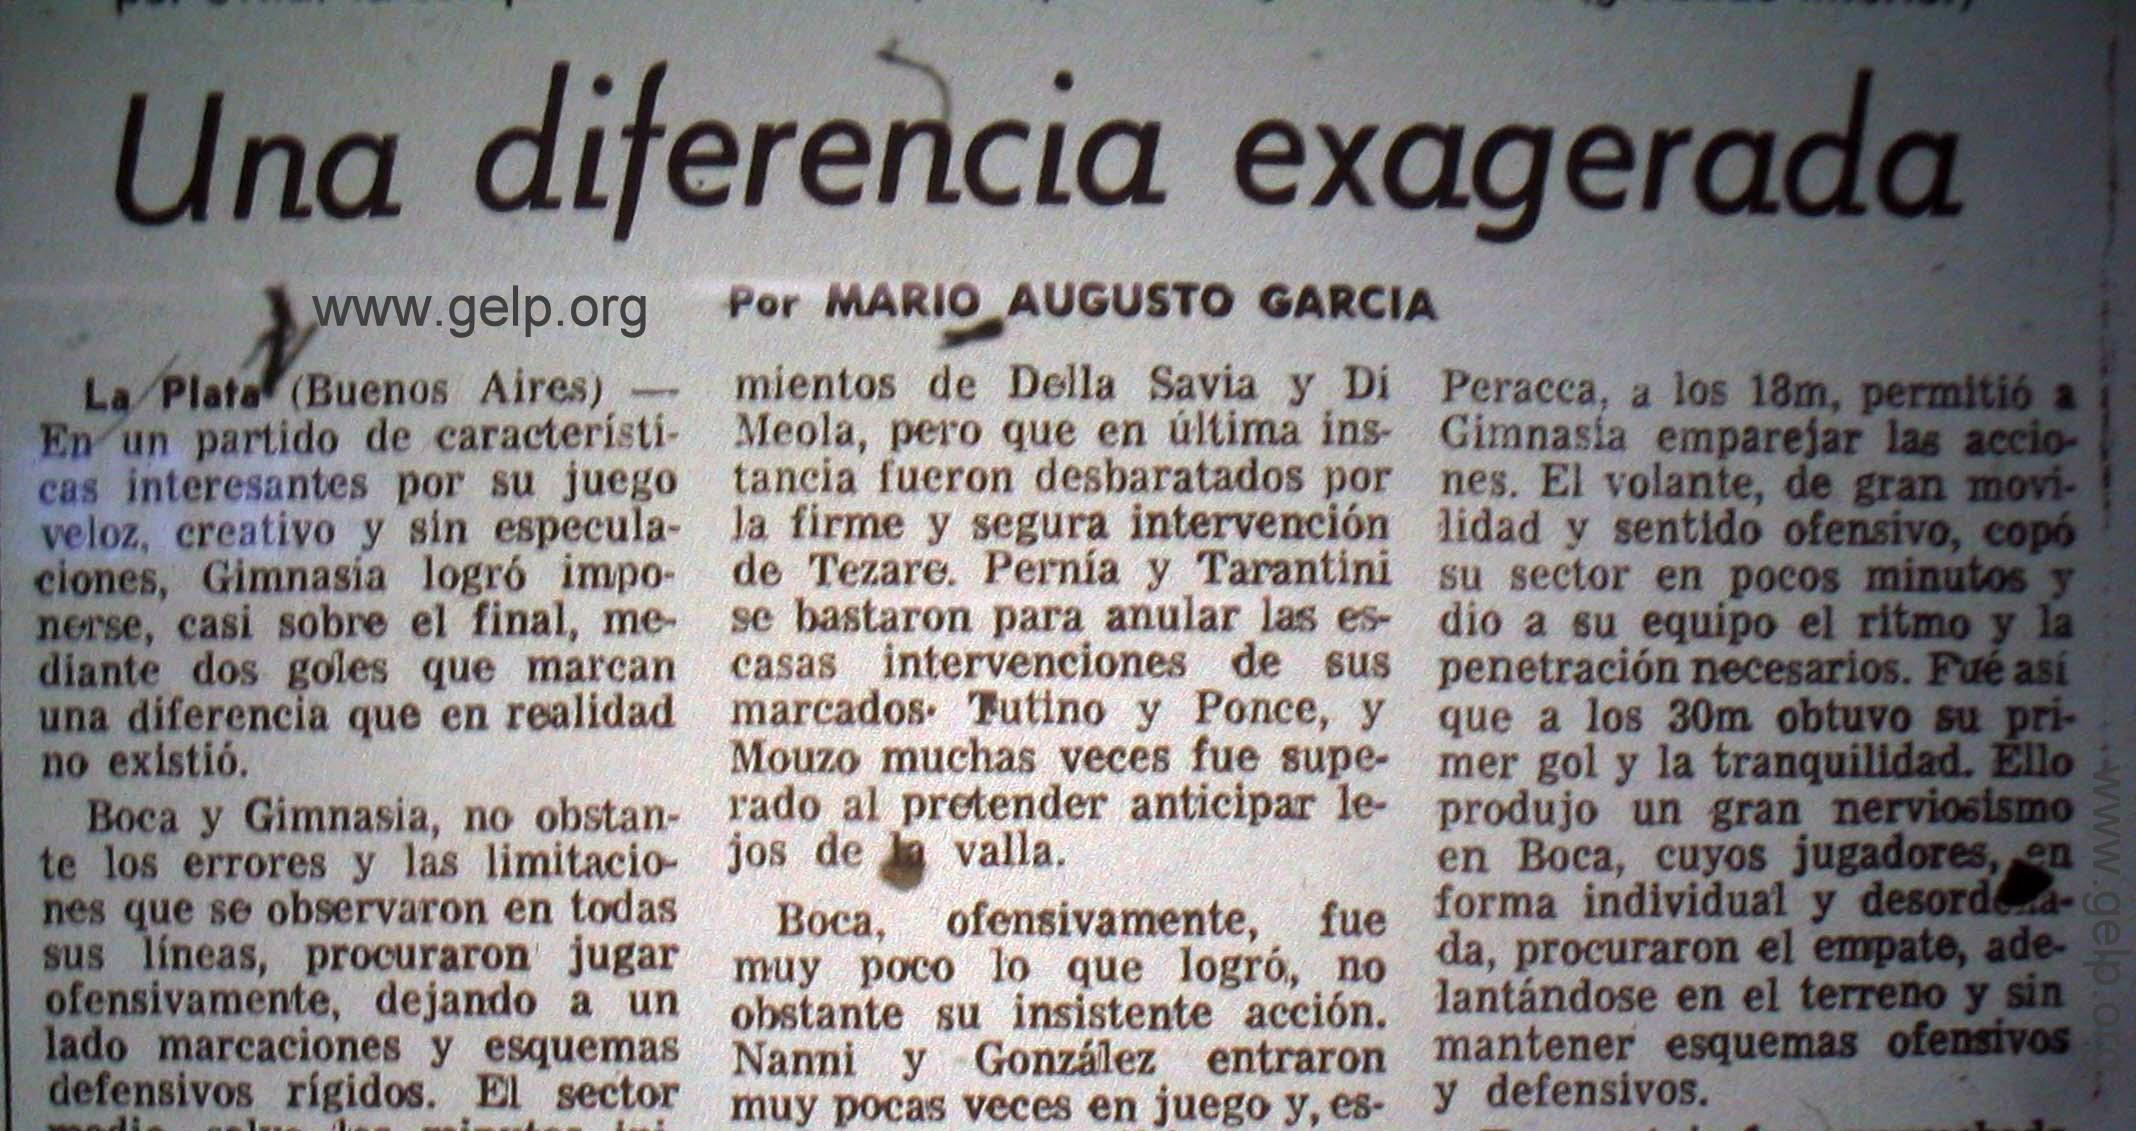 Una diferencia exagerada
www.gelp.org
Por MARIO AUGUSTO GARCIA
La Plata (Buenos Aires) —
En un partido de característi-
cas interesantes por su juego
veloz, creativo y sin especula-
ciones, Gimnasia logró impo-
nerse, casi sobre el final, me-
diante dos goles que marcan
una diferencia que en realidad
no existió.
Boca y Gimnasia, no obstan-
te los errores y las limitacio-
nes que se observaron en todas
sus líneas, procuraron jugar
ofensivamente, dejando a un
lado marcaciones y esquemas
defensivos rígidos. El sector
mientos de Della Savia y Di
Meola, pero que en última ins-
tancia fueron desbaratados por
la firme y segura intervención
de Tezare. Pernía y Tarantini
se bastaron para anular las es-
casas intervenciones de sus
marcados. Tutino y Ponce, y
Mouzo muchas veces fue supe-
rado al pretender anticipar le-
jos de la valla.
Boca, ofensivamente, fue
muy poco lo que logró, no
obstante su insistente acción.
Nanni y González entraron
muy pocas veces en juego y, es-
Peracca, a los 18m, permitió a
Gimnasia emparejar las accio-
nes. El volante, de gran movi-
lidad y sentido ofensivo, copó
su sector en pocos minutos y
dio a su equipo el ritmo y la
penetración necesarios. Fué así
que a los 30m obtuvo su pri-
mer gol y la tranquilidad. Ello
produjo un gran nerviosismo
en Boca, cuyos jugadores, en
forma individual y desordena-
da, procuraron el empate, ade-
lantándose en el terreno y sin
mantener esquemas ofensivos
y defensivos.
www.gelp.org